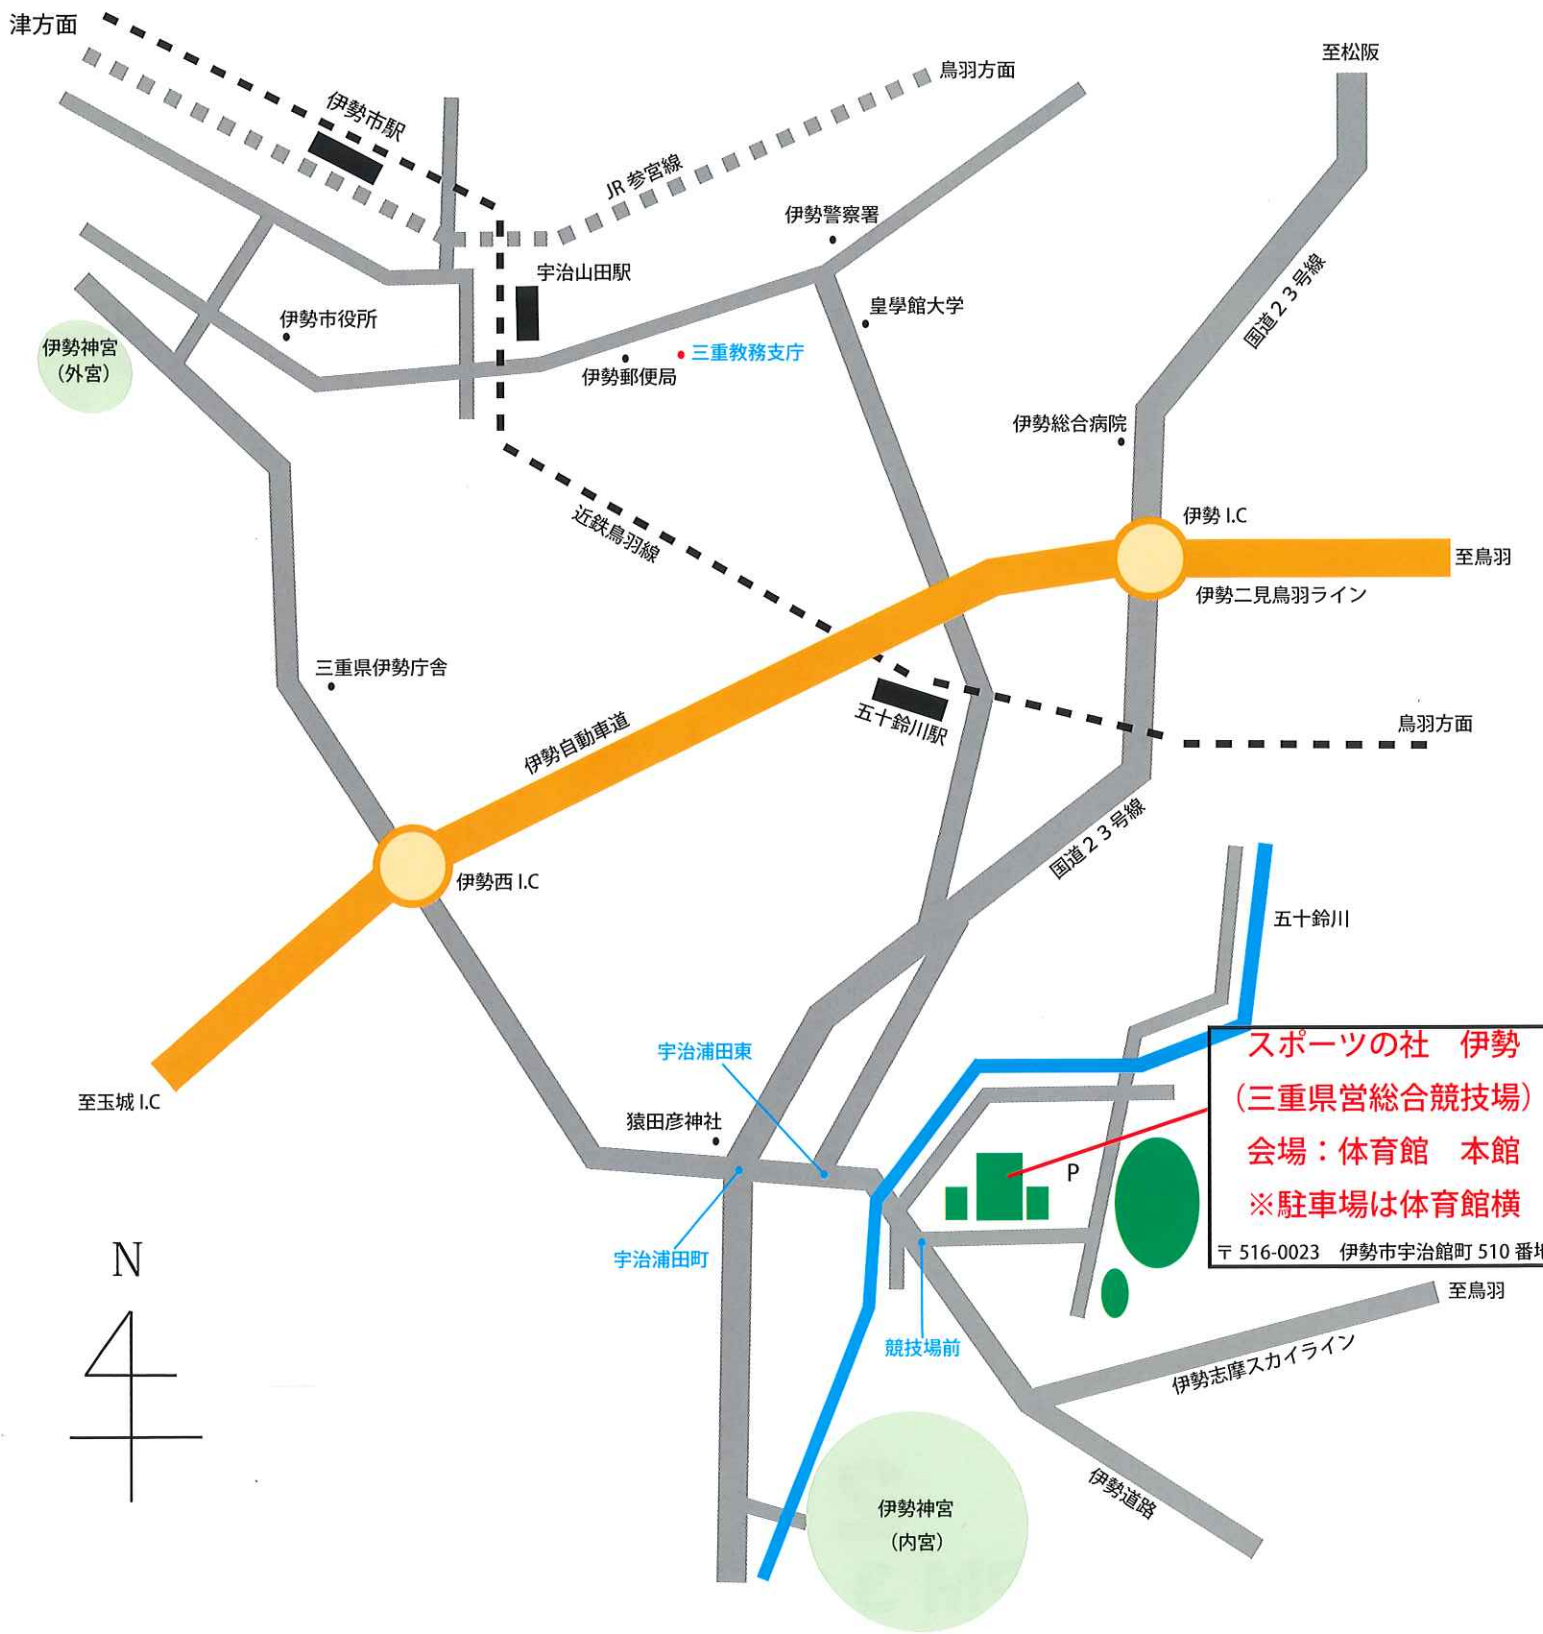 津方面
至松阪
鳥羽方面
伊勢市駅
JR 参宮線
伊勢警察署
宇治山田駅
皇學館大学
国道２３号線
伊勢市役所
伊勢神宮
（外宮）
三重教務支庁
伊勢郵便局
伊勢総合病院
伊勢 I.C
近鉄鳥羽線
至鳥羽
伊勢二見鳥羽ライン
三重県伊勢庁舎
五十鈴川駅
鳥羽方面
伊勢自動車道
国道２３号線
伊勢西 I.C
五十鈴川
スポーツの社　伊勢
（三重県営総合競技場）
会場：体育館　本館
※駐車場は体育館横
〒 516-0023　伊勢市宇治館町 510 番地
宇治浦田東
至玉城 I.C
猿田彦神社
P
N
宇治浦田町
至鳥羽
競技場前
伊勢志摩スカイライン
伊勢道路
伊勢神宮
（内宮）